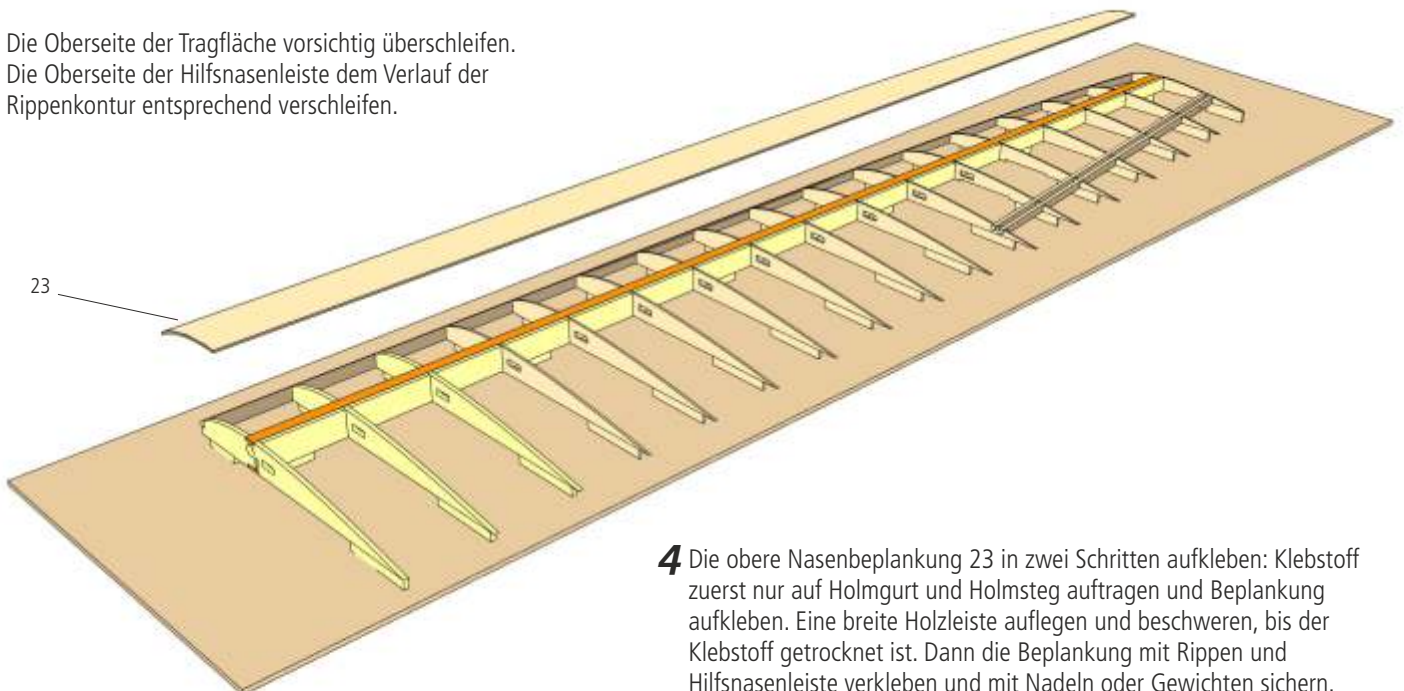 Die Oberseite der Tragfläche vorsichtig überschleifen.
Die Oberseite der Hilfsnasenleiste dem Verlauf der
Rippenkontur entsprechend verschleifen.
23
4 Die obere Nasenbeplankung 23 in zwei Schritten aufkleben: Klebstoff
zuerst nur auf Holmgurt und Holmsteg auftragen und Beplankung
aufkleben. Eine breite Holzleiste auflegen und beschweren, bis der
Klebstoff getrocknet ist. Dann die Beplankung mit Rippen und
Hilfsnasenleiste verkleben und mit Nadeln oder Gewichten sichern.